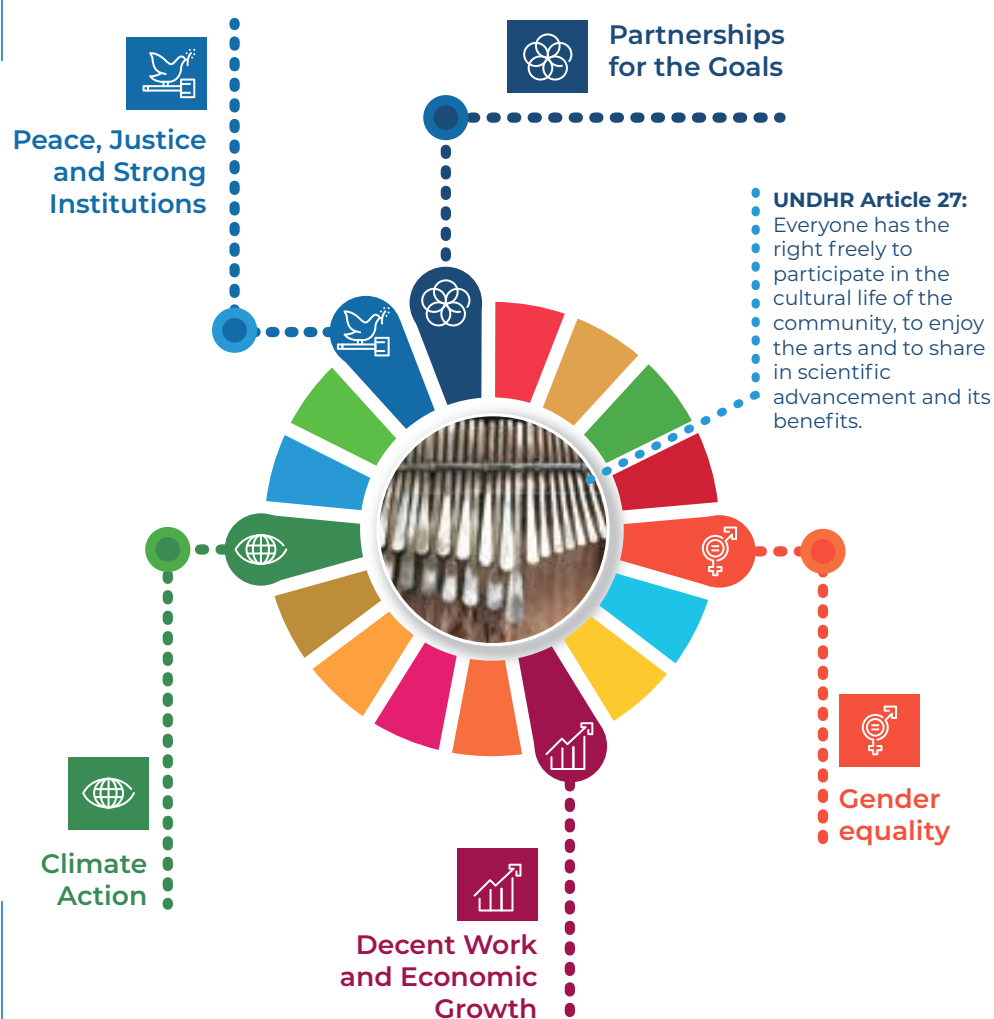 Partnerships
for the Goals
Peace, Justice
and Strong
Institutions
UNDHR Article 27:
Everyone has the
right freely to
participate in the
cultural life of the
community, to enjoy
the arts and to share
in scientific
advancement and its
benefits.
Gender
equality
Climate
Action
Decent Work
and Economic
Growth